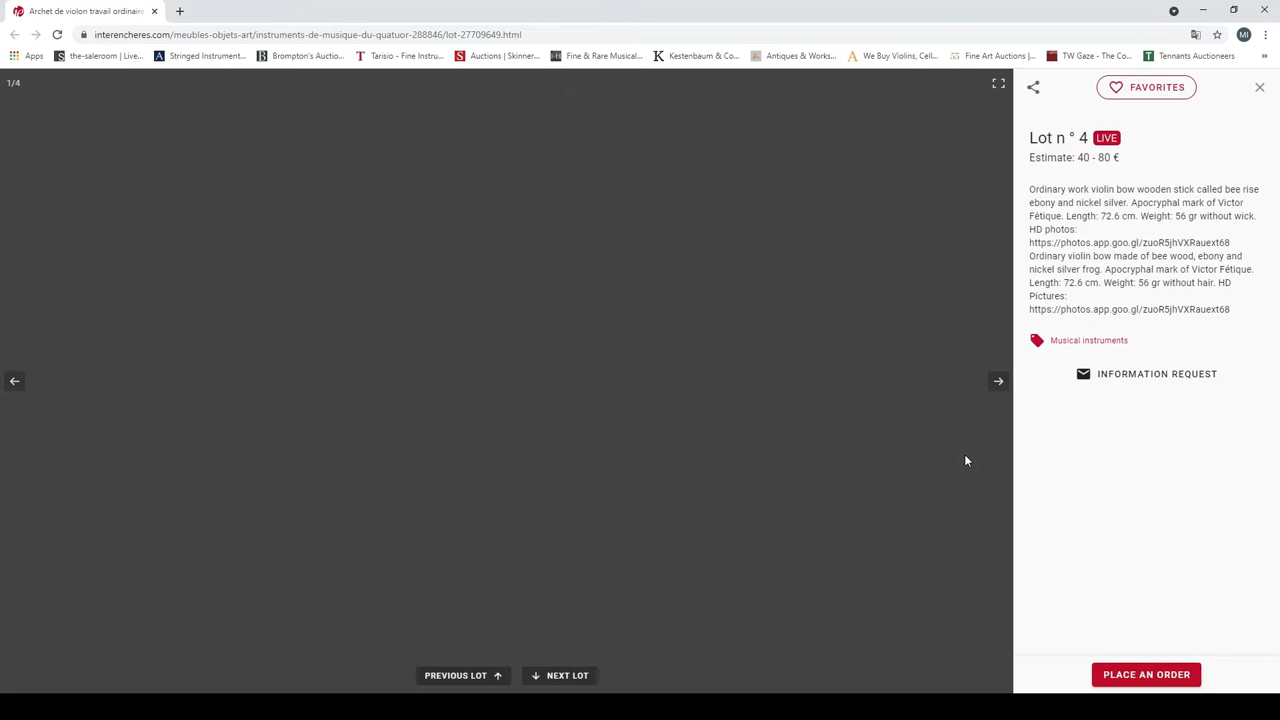 Archet de violon travail ordinaire
interencheres.com/meubles-objets-art/instruments-de-musique-du-quatuor-288846/lot-27709649.html
MI
Apps
the-saleroom | Live...
Stringed Instrument...
Brompton's Auctio...
Tarisio - Fine Instru...
Auctions | Skinner...
Fine & Rare Musical...
Kestenbaum & Co...
Antiques & Works...
We Buy Violins, Cell...
Fine Art Auctions |...
TW Gaze - The Co...
Tennants Auctioneers
1/4
FAVORITES
Lot n ° 4 LIVE
Estimate: 40 - 80 €
Ordinary work violin bow wooden stick called bee rise
ebony and nickel silver. Apocryphal mark of Victor
Fétique. Length: 72.6 cm. Weight: 56 gr without wick.
HD photos:
https://photos.app.goo.gl/zuoR5jhVXRauext68
Ordinary violin bow made of bee wood, ebony and
nickel silver frog. Apocryphal mark of Victor Fétique.
Length: 72.6 cm. Weight: 56 gr without hair. HD
Pictures:
https://photos.app.goo.gl/zuoR5jhVXRauext68
Musical instruments
INFORMATION REQUEST
PREVIOUS LOT
NEXT LOT
PLACE AN ORDER